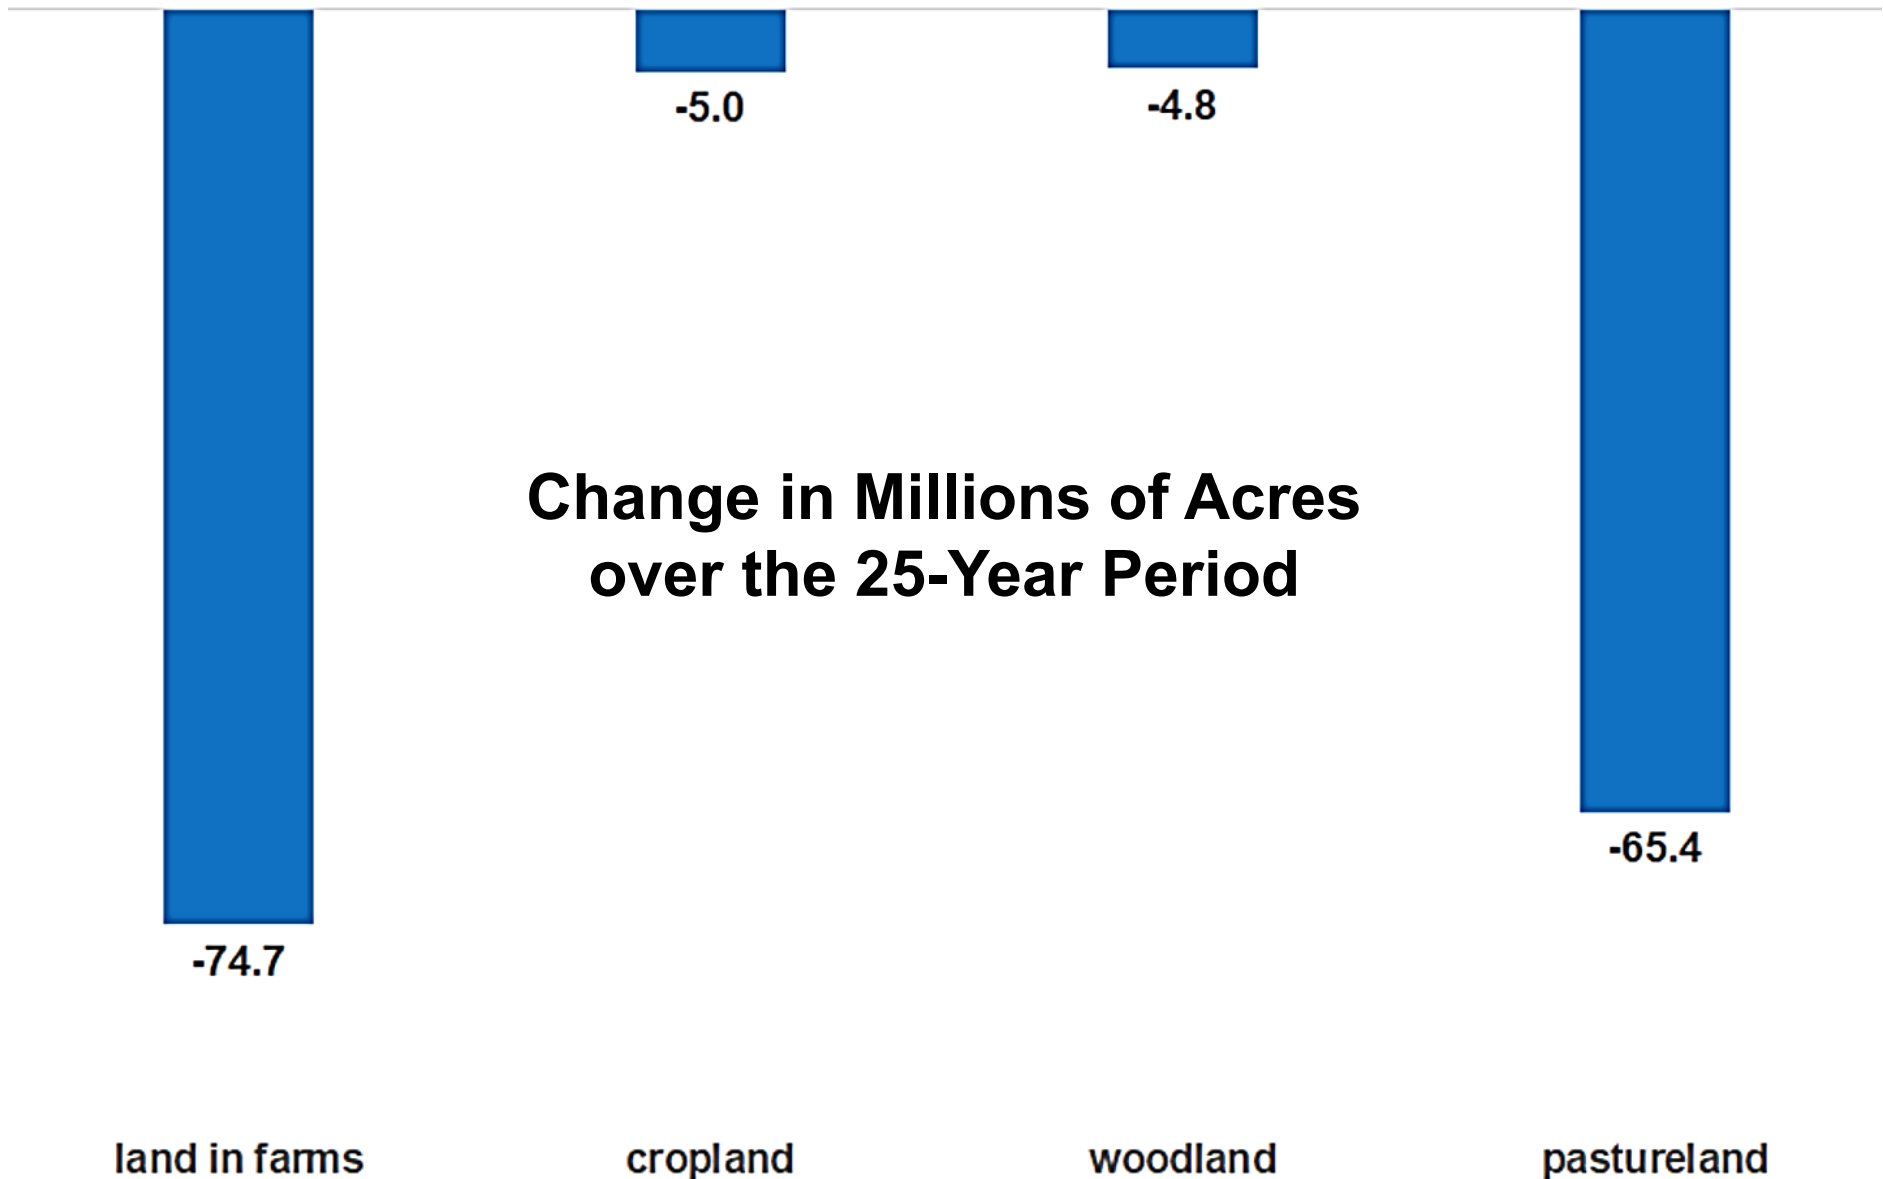 -5.0
-4.8
Change in Millions of Acres
over the 25-Year Period
-65.4
-74.7
land in farms
cropland
woodland
pastureland